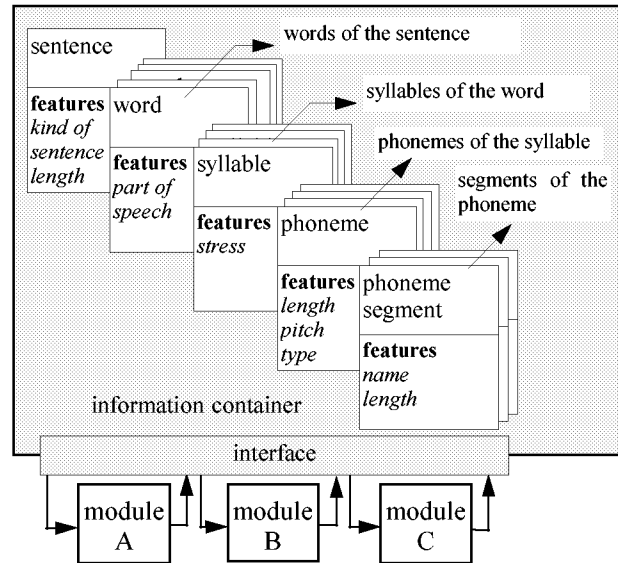 words of the sentence
sentence
features
kind of
sentence
length
word
syllables of the word
features
part of
speech
syllable
phonemes of the syllable
features
stress
phoneme
segments of the
phoneme
features
length
pitch
type
phoneme
segment
features
name
length
information container
interface
module
A
module
B
module
C